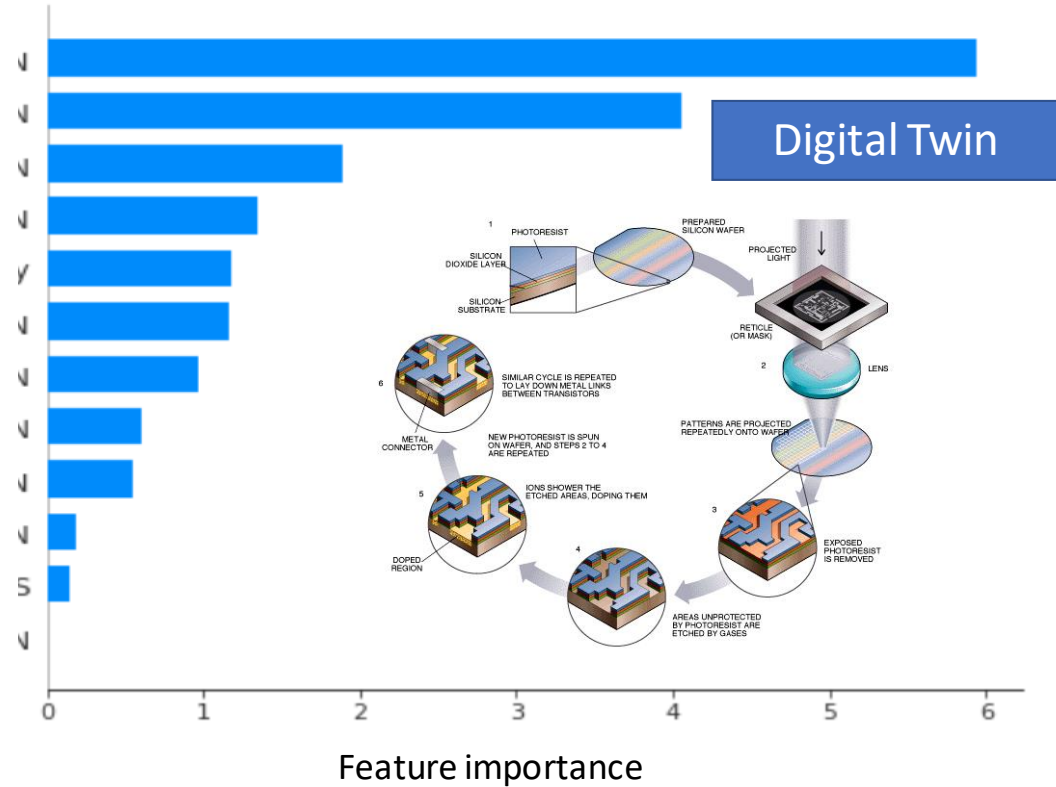 N
N
Digital Twin
N
N
y
N
N
N
N
N
S
N
1
PHOTORESIST
SILICON
DIOXIDE LAYER
SILICON
SUBSTRATE
PREPARED
SILICON WAFER
PROJECTED
LIGHT
RETICLE
(OR MASK)
2
LENS
PATTERNS ARE PROJECTED
REPEATEDLY ONTO WAFER
3
EXPOSED
PHOTORESIST
IS REMOVED
4
AREAS UNPROTECTED
BY PHOTORESIST ARE
ETCHED BY GASES
5
IONS SHOWER THE
ETCHED AREAS, DOPING THEM
DOPED
REGION
NEW PHOTORESIST IS SPUN
ON WAFER, AND STEPS 2 TO 4
ARE REPEATED
6
SIMILAR CYCLE IS REPEATED
TO LAY DOWN METAL LINKS
BETWEEN TRANSISTORS
METAL
CONNECTOR
0 1 2 3 4 5 6
Feature importance